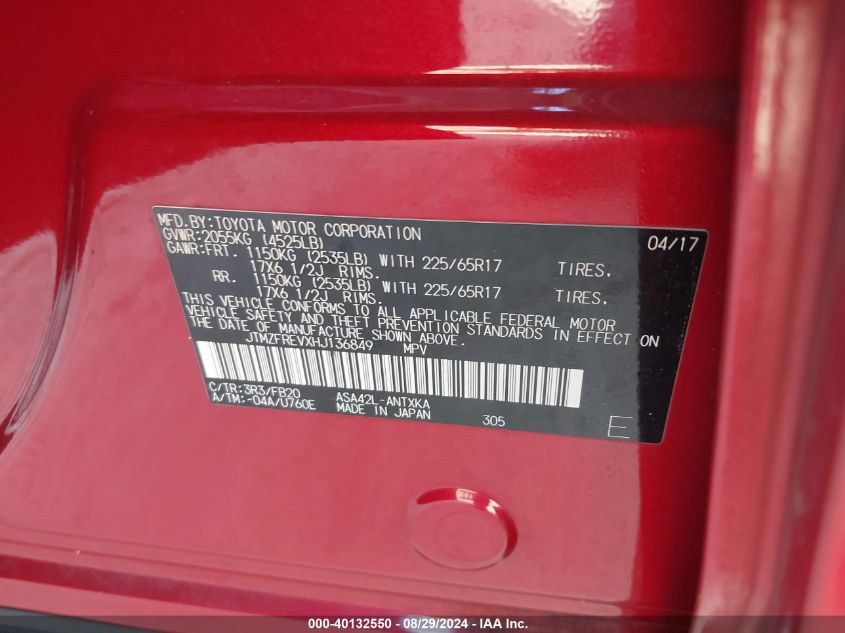 MFD.BY:TOYOTA MOTOR CORPORATION 04/17
GVWR:2055KG (4525LB)
GAWR:FRT. 1150KG (2535LB) WITH 225/65R17 TIRES,
17X6 1/2J RIMS.
RR. 1150KG (2535LB) WITH 225/65R17 TIRES,
17X6 1/2J RIMS.
THIS VEHICLE CONFORMS TO ALL APPLICABLE FEDERAL MOTOR
VEHICLE SAFETY AND THEFT PREVENTION STANDARDS IN EFFECT ON
THE DATE OF MANUFACTURE SHOWN ABOVE.
JTMZFREVXHJ136849 MPV
C/TR:3R3/FB20 ASA42L-ANTXKA
A/TM:-04A/U760E MADE IN JAPAN 305 E
000-40132550 - 08/29/2024 - IAA Inc.